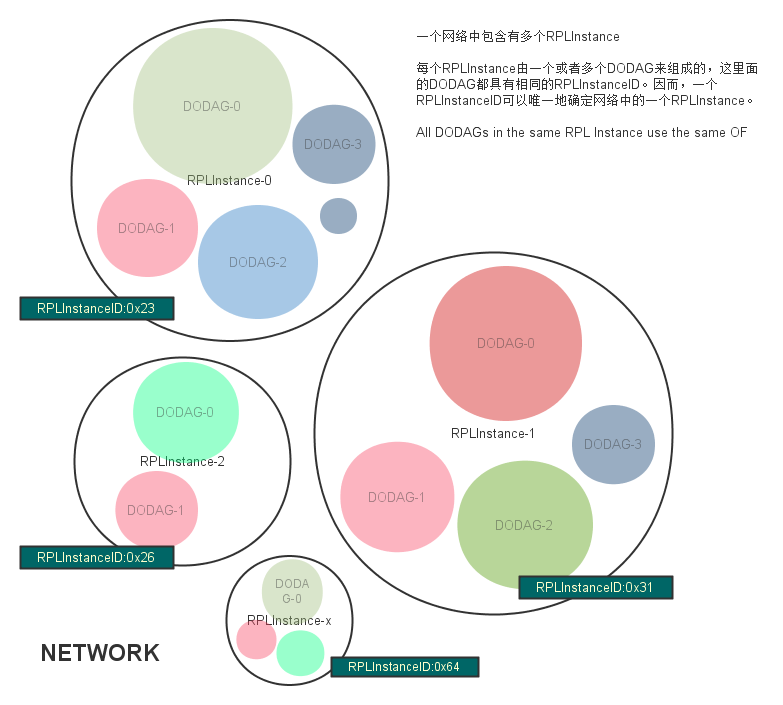 一个网络中包含有多个RPLInstance
每个RPLInstance由一个或者多个DODAG来组成的，这里面
的DODAG都具有相同的RPLInstanceID。因而，一个
RPLInstanceID可以唯一地确定网络中的一个RPLInstance。
All DODAGs in the same RPL Instance use the same OF
DODAG-0
DODAG-3
RPLInstance-0
DODAG-1
DODAG-2
RPLInstanceID:0x23
DODAG-0
RPLInstance-1
DODAG-3
DODAG-1
DODAG-2
RPLInstanceID:0x31
DODAG-0
RPLInstance-2
DODAG-1
RPLInstanceID:0x26
DODA
G-0
RPLInstance-x
RPLInstanceID:0x64
NETWORK